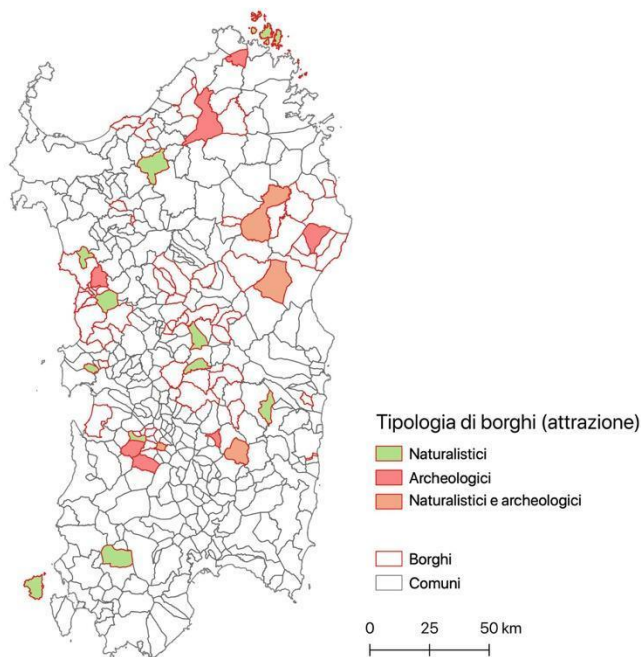 Tipologia di borghi (attrazione)
Naturalistici
Archeologici
Naturalistici e archeologici
Borghi
Comuni
0 25 50 km